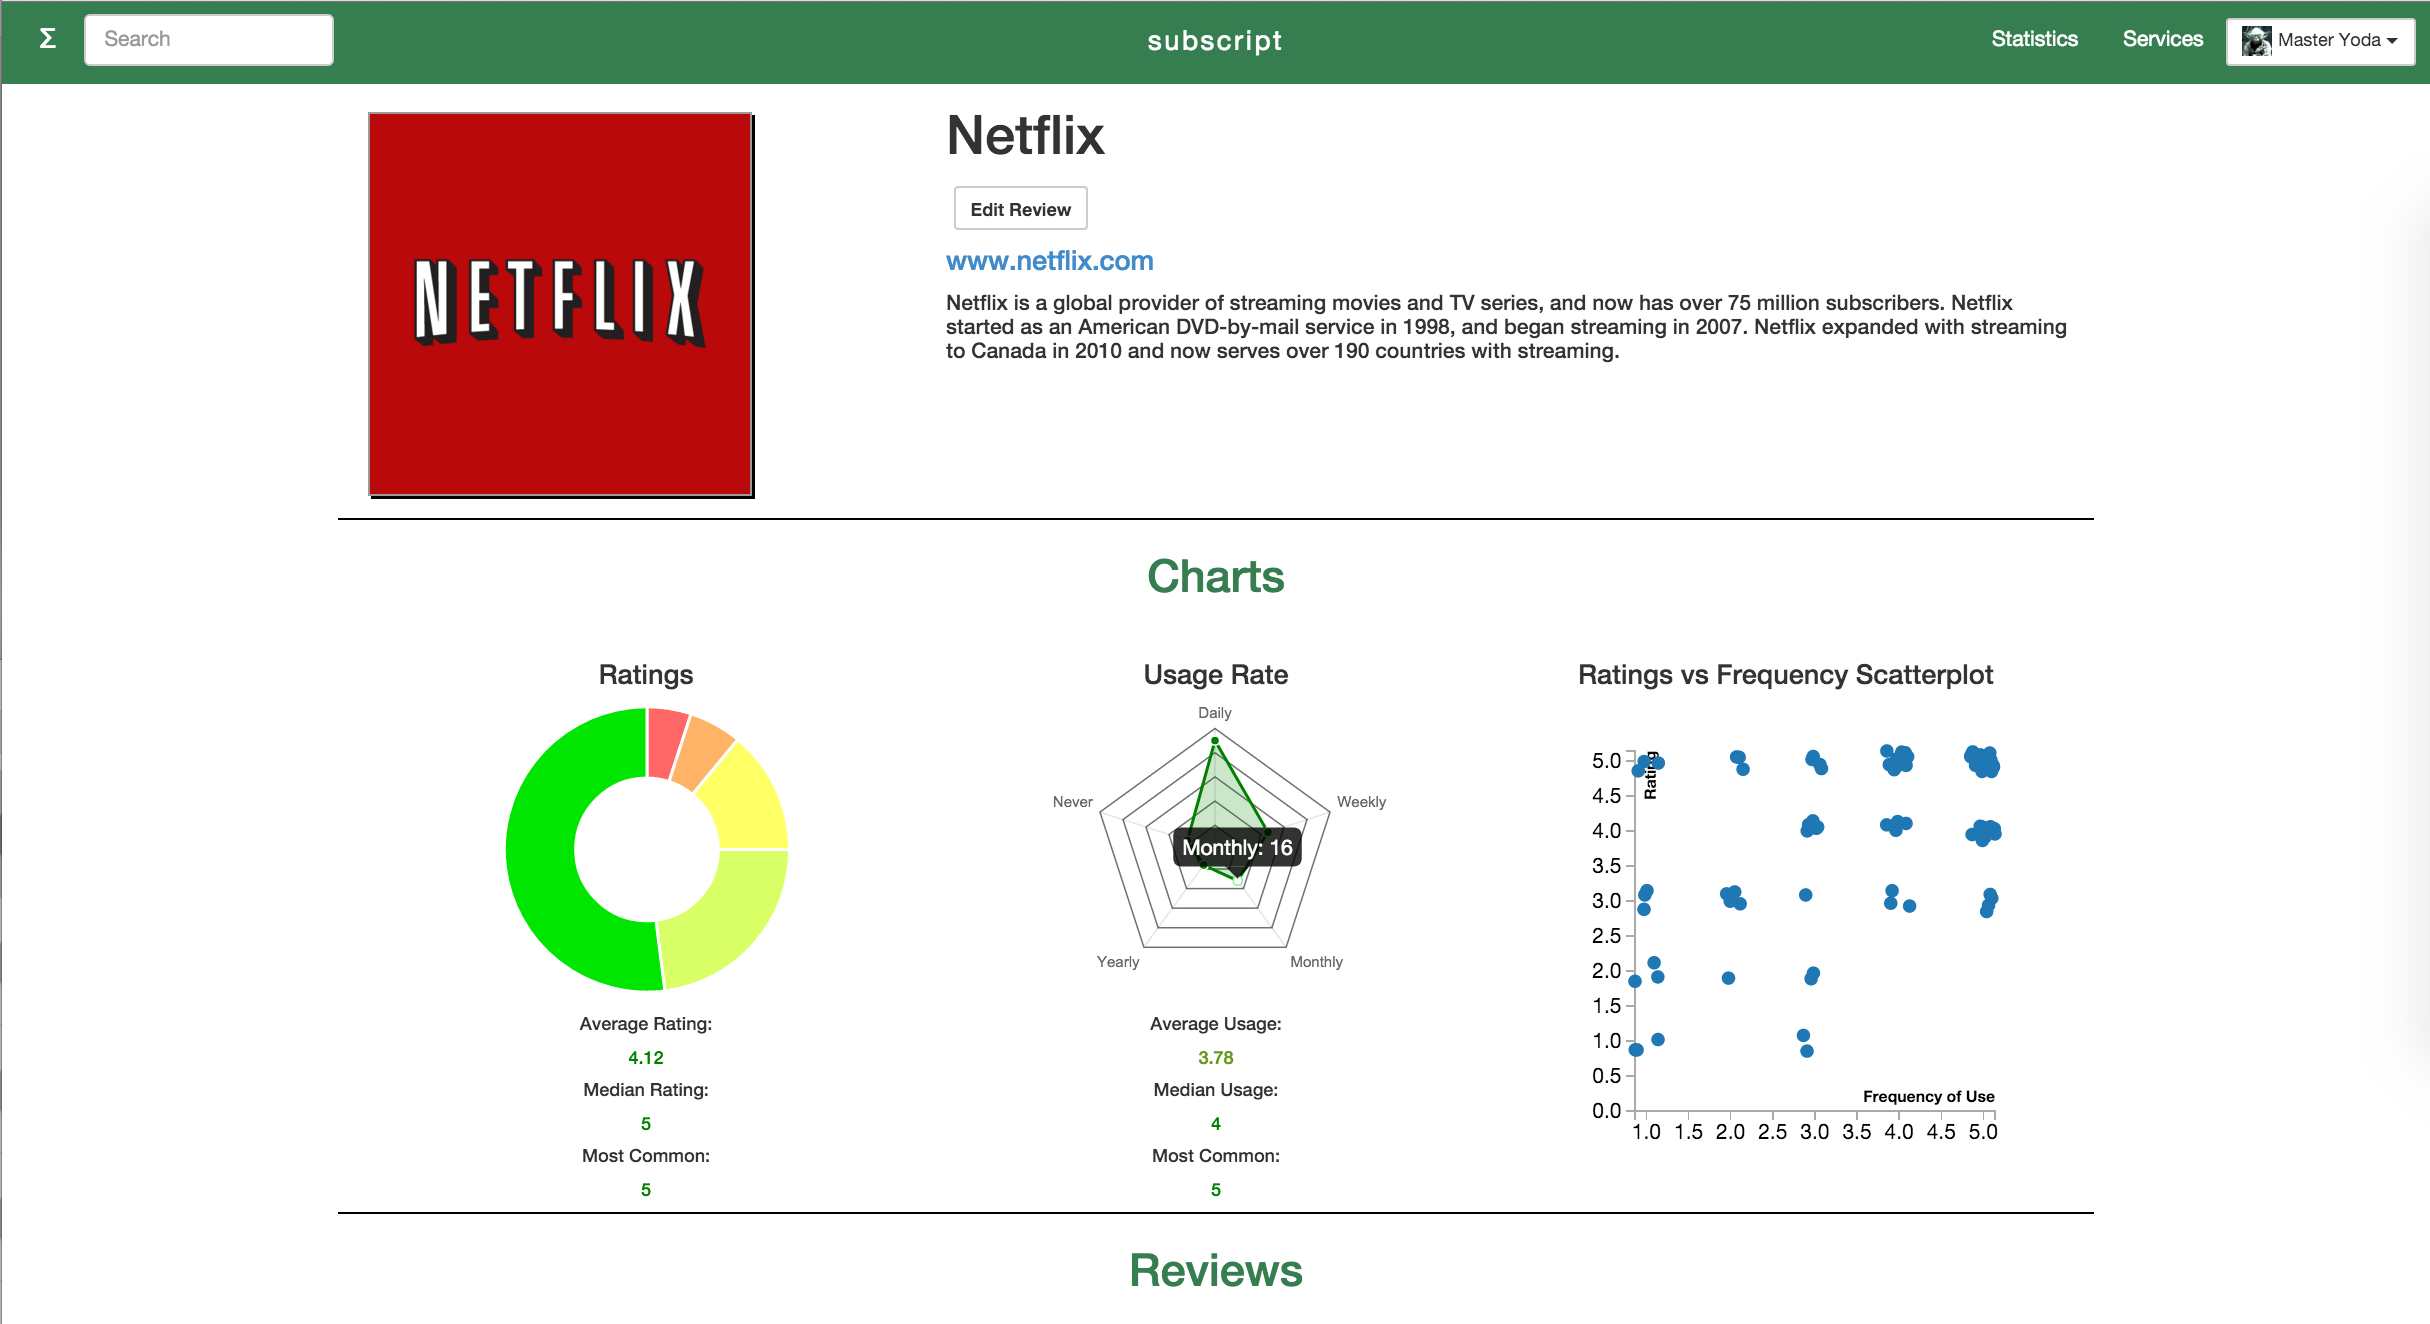 Σ
Search
subscript
Statistics
Services
Master Yoda
NETFLIX
Netflix
Edit Review
www.netflix.com
Netflix is a global provider of streaming movies and TV series, and now has over 75 million subscribers. Netflix
started as an American DVD-by-mail service in 1998, and began streaming in 2007. Netflix expanded with streaming
to Canada in 2010 and now serves over 190 countries with streaming.
Charts
Ratings
Average Rating:
4.12
Median Rating:
5
Most Common:
5
Usage Rate
Daily
Never
Weekly
Monthly: 16
Yearly
Monthly
Average Usage:
3.78
Median Usage:
4
Most Common:
5
Ratings vs Frequency Scatterplot
Rating
5.0
4.5
4.0
3.5
3.0
2.5
2.0
1.5
1.0
0.5
0.0
Frequency of Use
1.0 1.5 2.0 2.5 3.0 3.5 4.0 4.5 5.0
Reviews